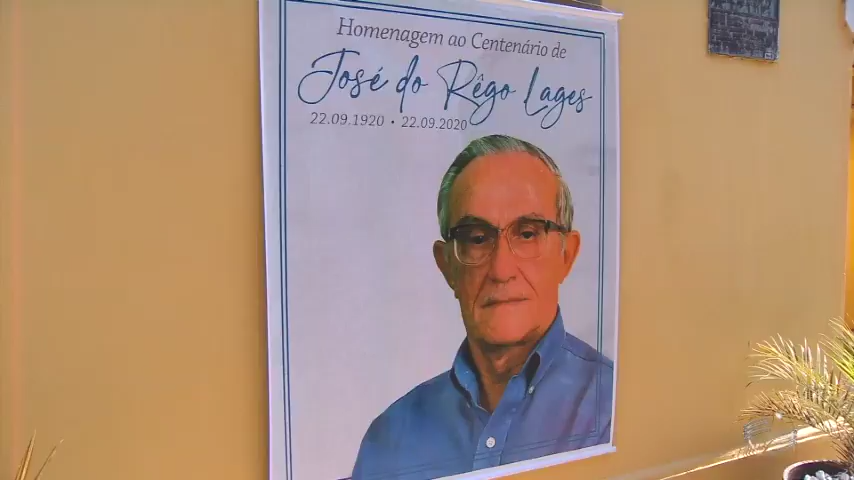 Homenagem ao Centenário de
José do Rêgo Lages
22.09.1920 • 22.09.2020